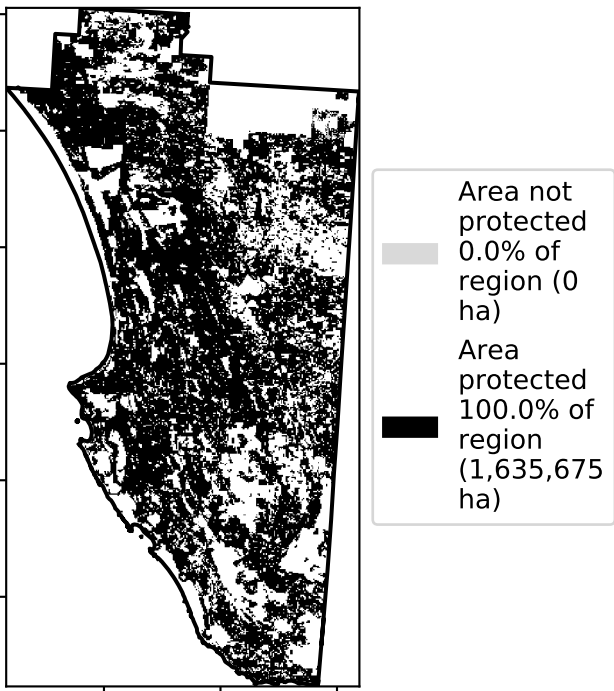 Area not
protected
0.0% of
region (0
ha)
Area
protected
100.0% of
region
(1,635,675
ha)